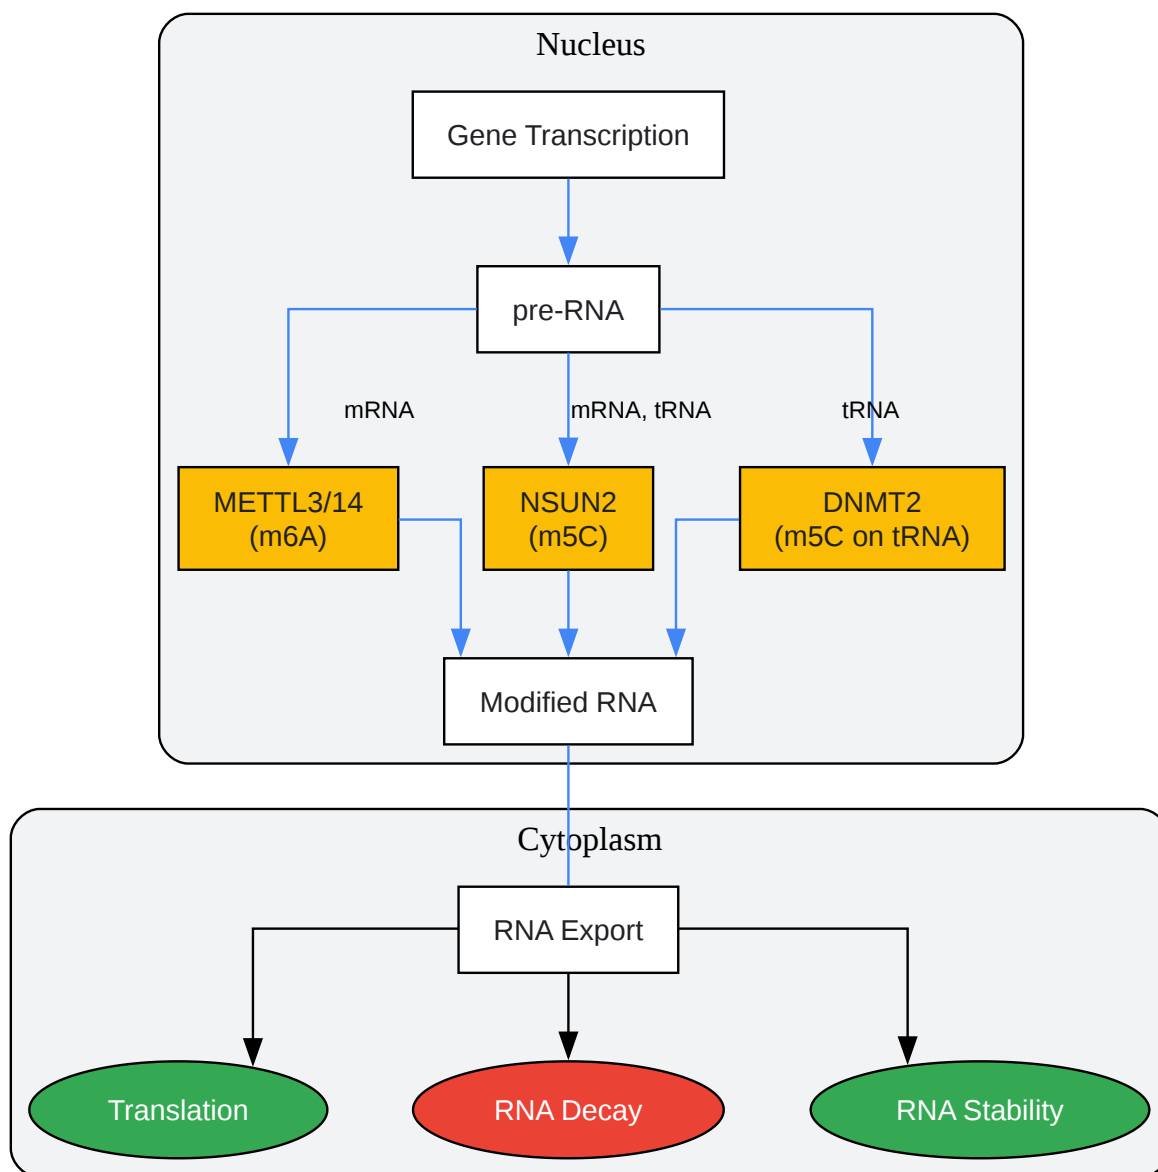 Nucleus
Gene Transcription
pre-RNA
mRNA
mRNA, tRNA
tRNA
METTL3/14
(m6A)
NSUN2
(m5C)
DNMT2
(m5C on tRNA)
Modified RNA
Cytoplasm
RNA Export
Translation
RNA Decay
RNA Stability